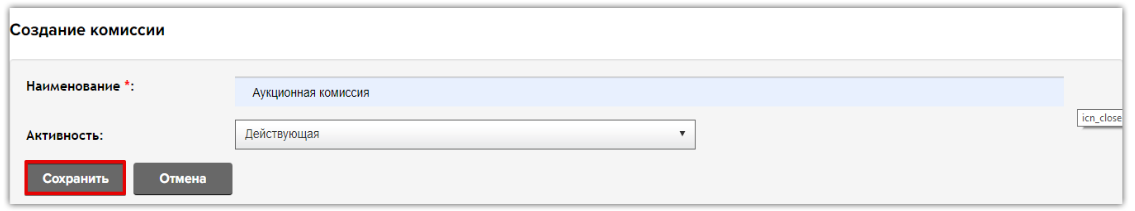 Создание комиссии
Наименование *:
Аукционная комиссия
icn_close
Активность:
Действующая
Сохранить
Отмена